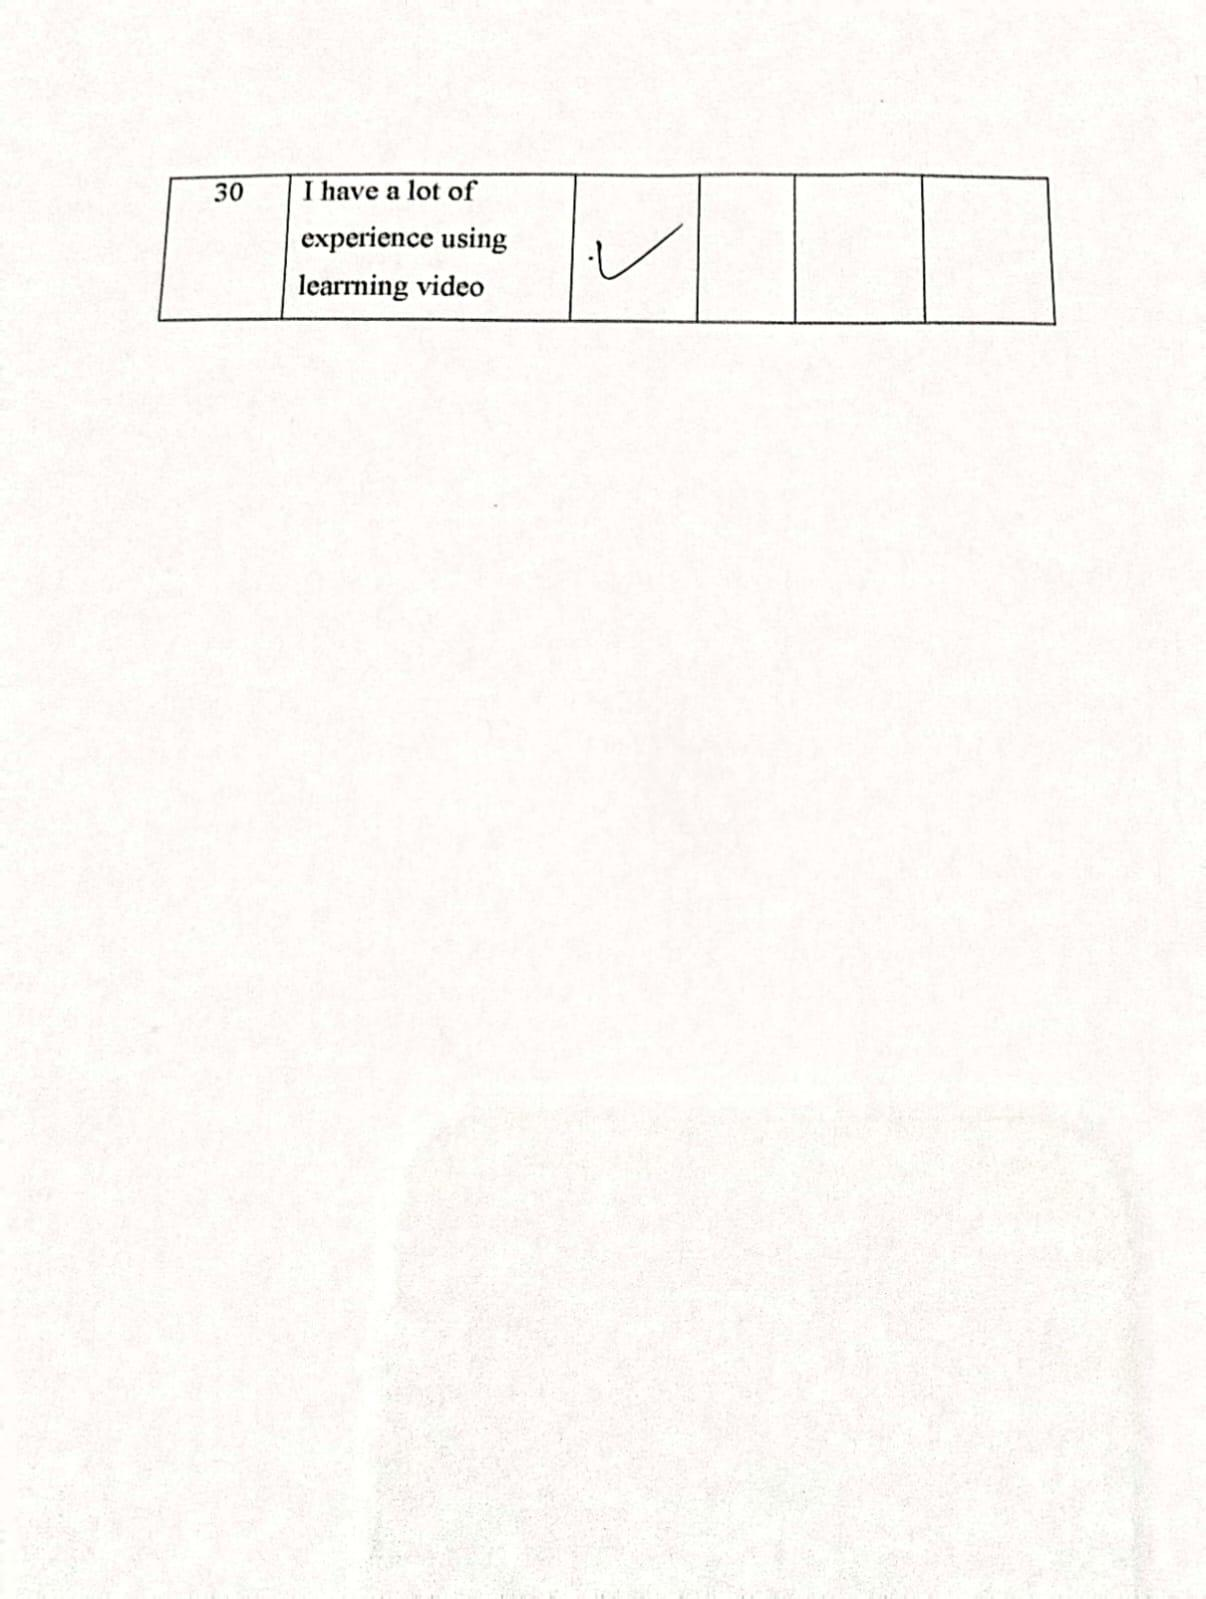 30 I have a lot of
experience using
learrning video